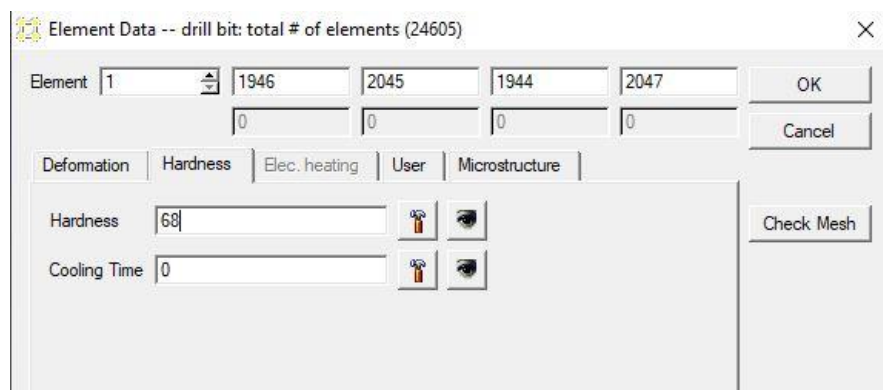 Element Data -- drill bit: total # of elements (24605)
Element 1 1946 2045 1944 2047 OK
0 0 0 0 Cancel
Deformation Hardness Elec. heating User Microstructure
Hardness 68 Check Mesh
Cooling Time 0